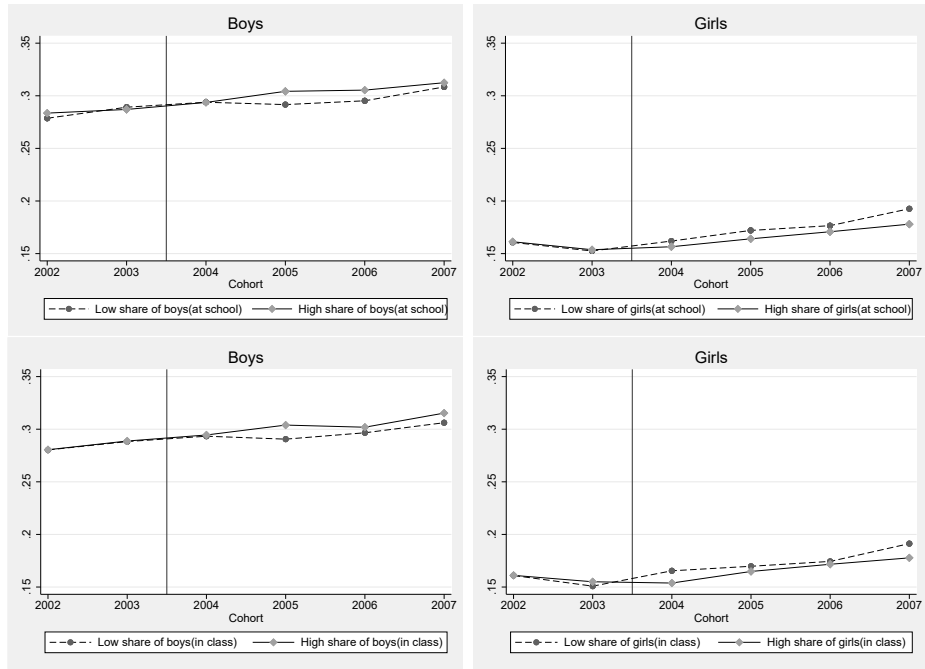 Boys
.35
.3
.25
.2
.15
2002 2003 2004 2005 2006 2007
Cohort
Low share of boys(at school) High share of boys(at school)
Girls
.35
.3
.25
.2
.15
2002 2003 2004 2005 2006 2007
Cohort
Low share of girls(at school) High share of girls(at school)
Boys
.35
.3
.25
.2
.15
2002 2003 2004 2005 2006 2007
Cohort
Low share of boys(in class) High share of boys(in class)
Girls
.35
.3
.25
.2
.15
2002 2003 2004 2005 2006 2007
Cohort
Low share of girls(in class) High share of girls(in class)